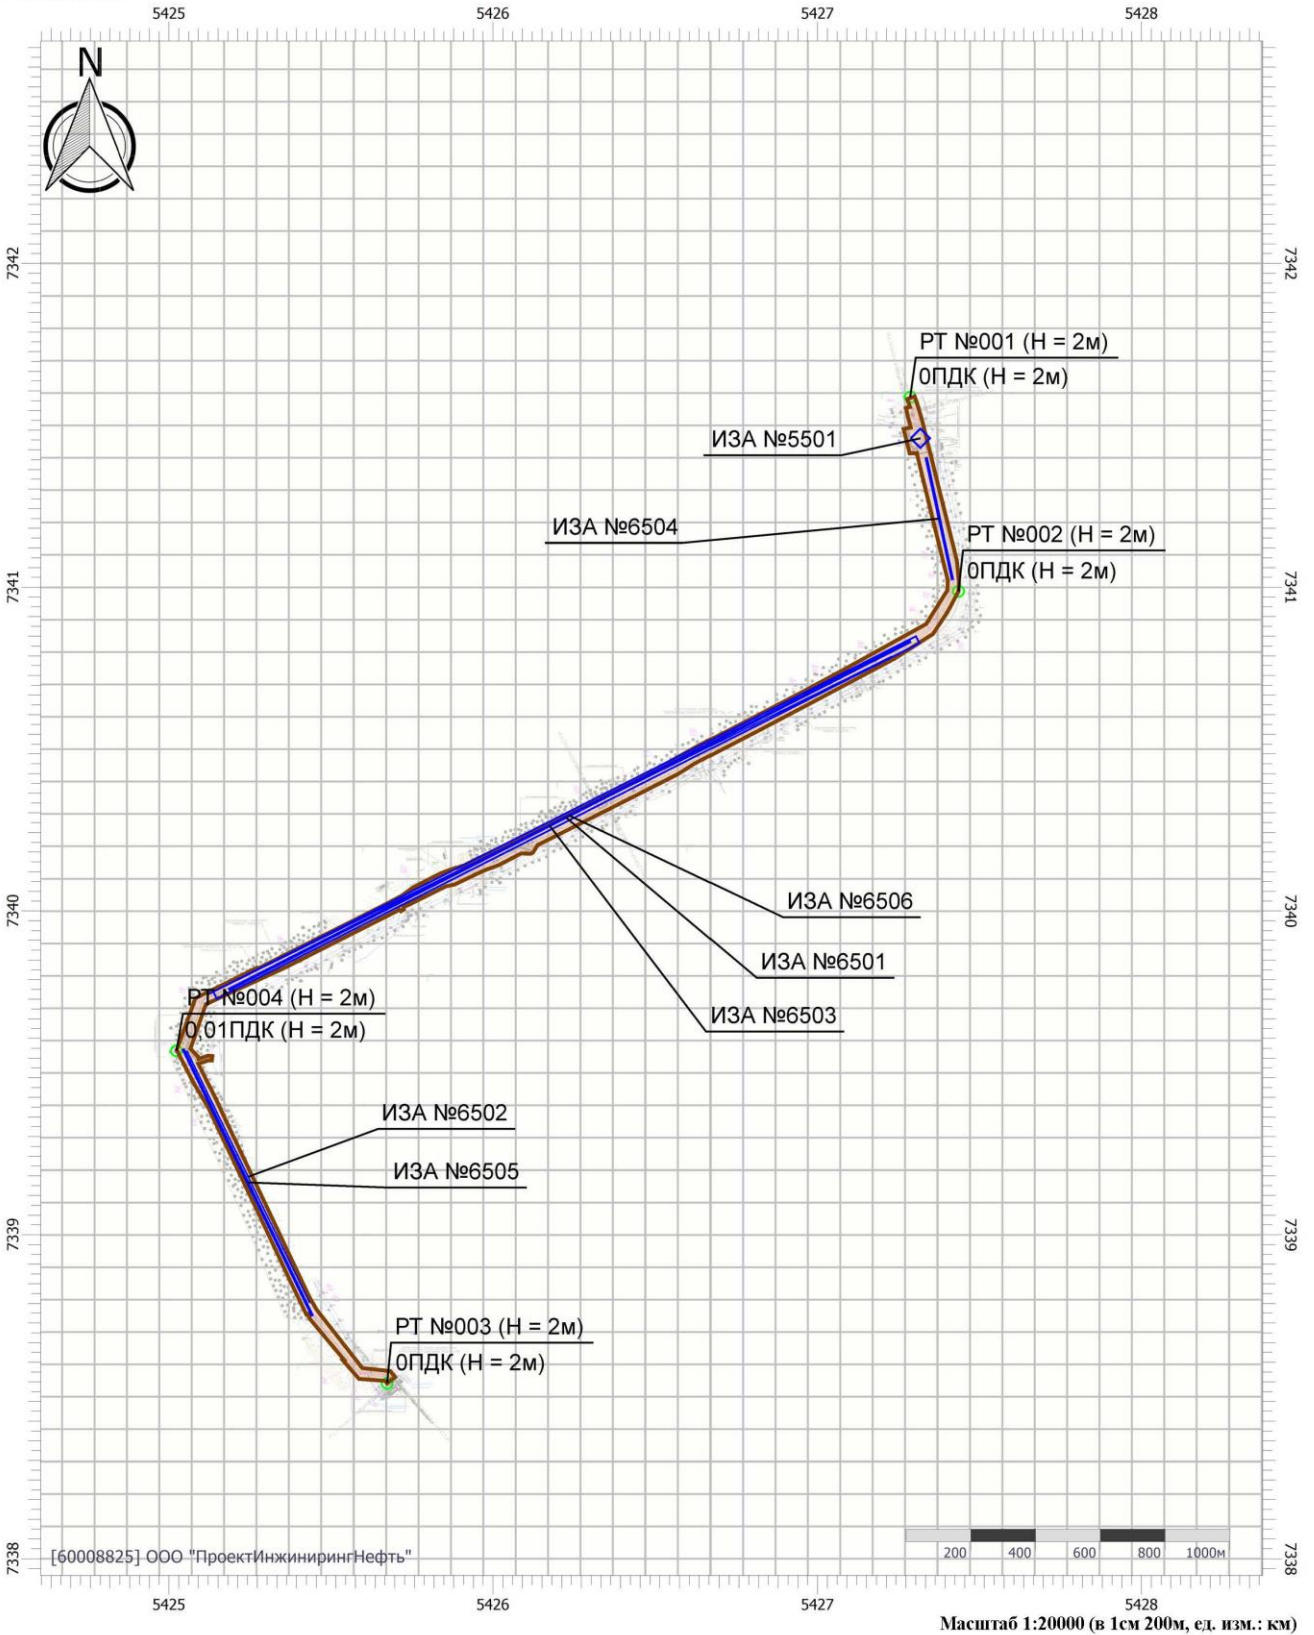 5425 5426 5427 5428
N
7342 7342
РТ №001 (Н = 2м)
0ПДК (Н = 2м)
ИЗА №5501
ИЗА №6504
РТ №002 (Н = 2м)
0ПДК (Н = 2м)
7341 7341
ИЗА №6506
7340 7340
ИЗА №6501
ИЗА №6503
РТ №004 (Н = 2м)
0,01ПДК (Н = 2м)
ИЗА №6502
ИЗА №6505
7339 7339
РТ №003 (Н = 2м)
0ПДК (Н = 2м)
[60008825] ООО "ПроектИнжинирингНефть"
200 400 600 800 1000м
7338 7338
5425 5426 5427 5428
Масштаб 1:20000 (в 1см 200м, ед. изм.: км)